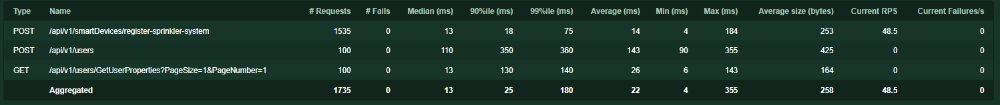 Type Name # Requests # Fails Median (ms) 90%ile (ms) 99%ile (ms) Average (ms) Min (ms) Max (ms) Average size (bytes) Current RPS Current Failures/s
POST /api/v1/smartDevices/register-sprinkler-system 1535 0 13 18 75 14 4 184 253 48.5 0
POST /api/v1/users 100 0 110 350 360 143 90 355 425 0 0
GET /api/v1/users/GetUserProperties?PageSize=1&PageNumber=1 100 0 13 130 140 26 6 143 164 0 0
Aggregated 1735 0 13 25 180 22 4 355 258 48.5 0